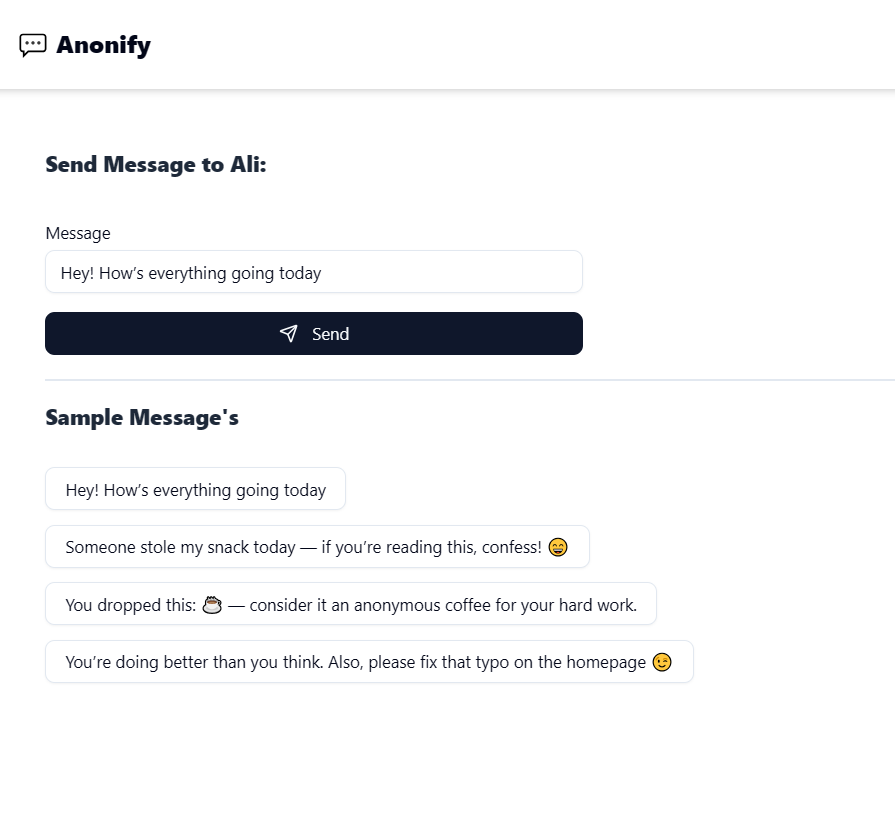 Anonify
Send Message to Ali:
Message
Hey! How’s everything going today
Send
Sample Message's
Hey! How’s everything going today
Someone stole my snack today — if you’re reading this, confess! 😄
You dropped this: ☕ — consider it an anonymous coffee for your hard work.
You’re doing better than you think. Also, please fix that typo on the homepage 😉